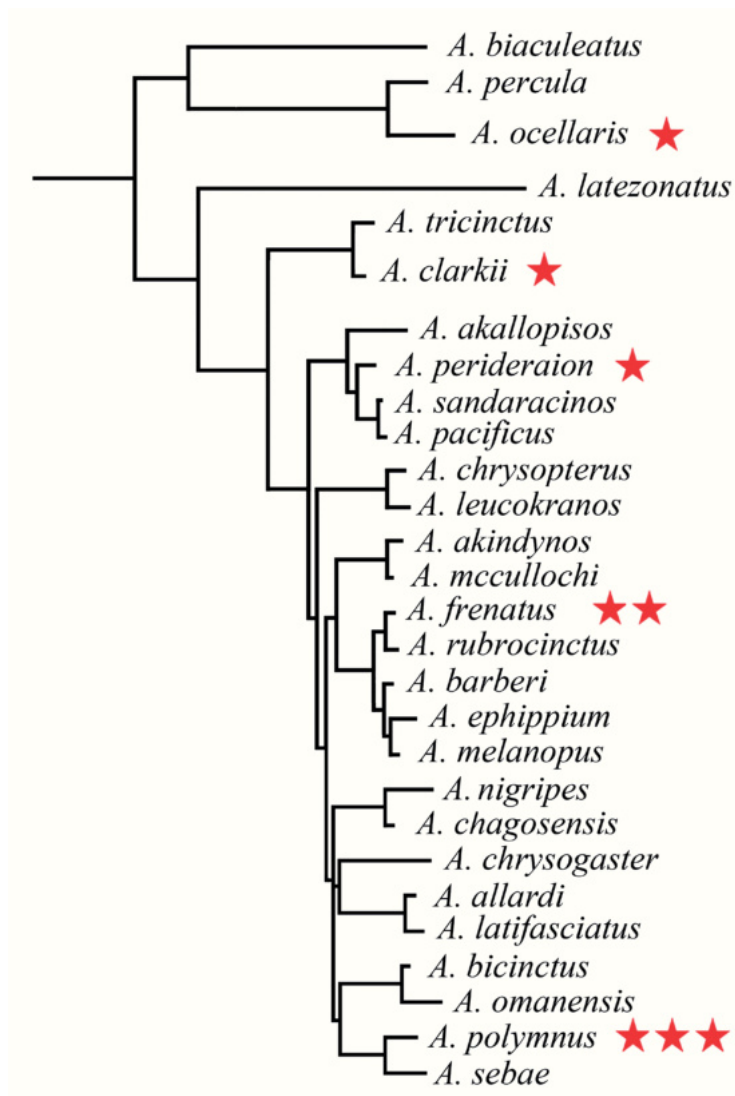 A. biaculeatus
A. percula
A. ocellaris
A. latezonatus
A. tricinctus
A. clarkii
A. akallopisos
A. perideraion
A. sandaracinos
A. pacificus
A. chrysopterus
A. leucokranos
A. akindynos
A. mccullochi
A. frenatus
A. rubrocinctus
A. barberi
A. ephippium
A. melanopus
A. nigripes
A. chagosensis
A. chrysogaster
A. allardi
A. latifasciatus
A. bicinctus
A. omanensis
A. polymnus
A. sebae